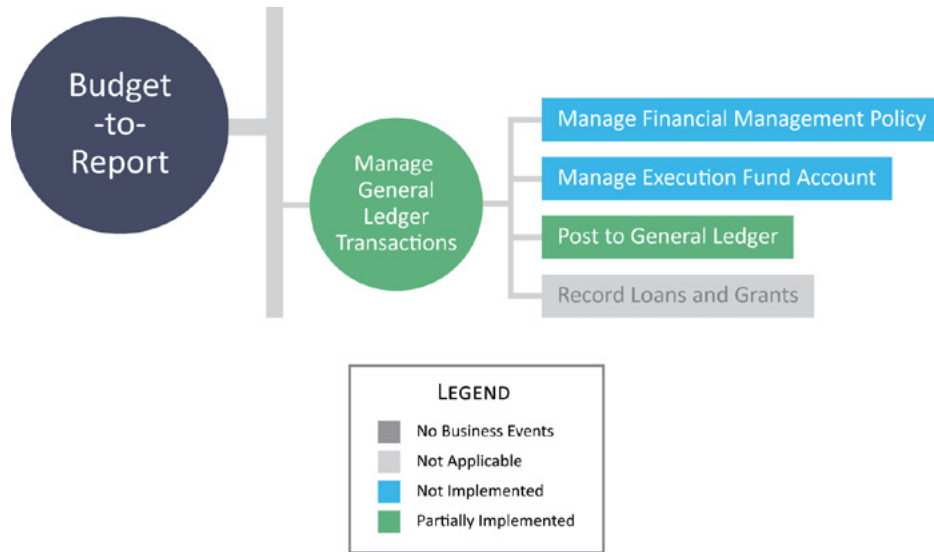 Budget
-to-
Report
Manage
General
Ledger
Transactions
Manage Financial Management Policy
Manage Execution Fund Account
Post to General Ledger
Record Loans and Grants
LEGEND
No Business Events
Not Applicable
Not Implemented
Partially Implemented